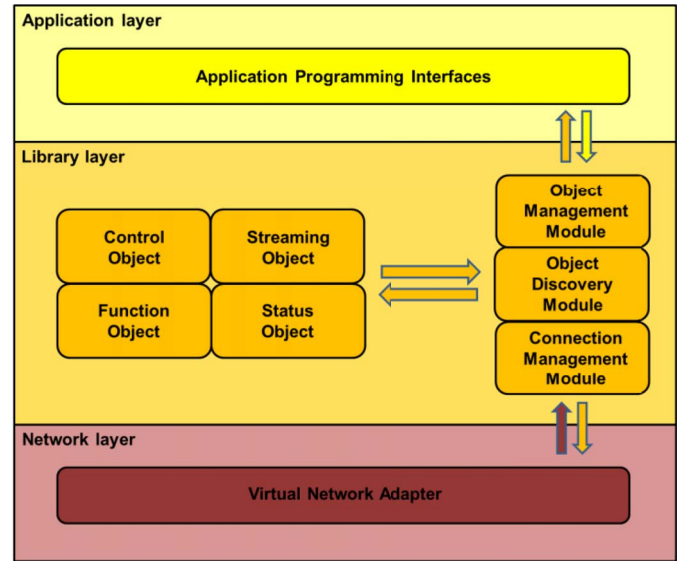 Application layer
Application Programming Interfaces
Library layer
Control
Object
Streaming
Object
Function
Object
Status
Object
Object
Management
Module
Object
Discovery
Module
Connection
Management
Module
Network layer
Virtual Network Adapter